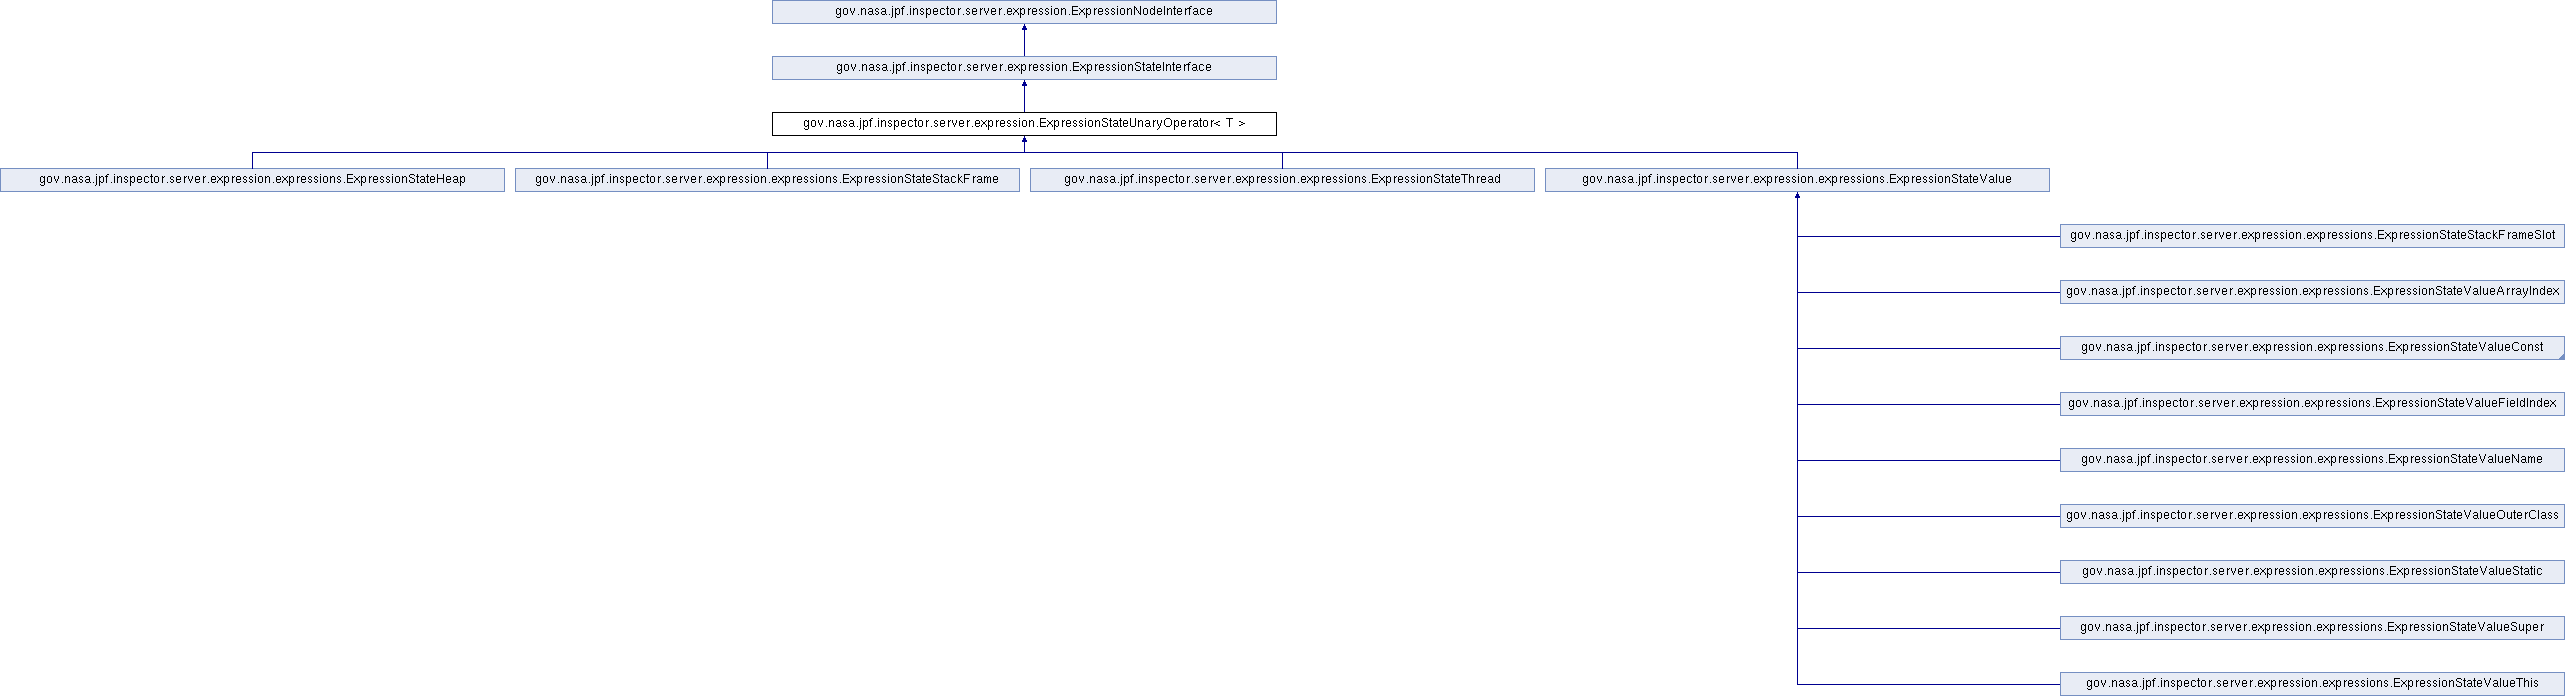 gov.nasa.jpf.inspector.server.expression.ExpressionNodeInterface
gov.nasa.jpf.inspector.server.expression.ExpressionStateInterface
gov.nasa.jpf.inspector.server.expression.ExpressionStateUnaryOperator< T >
gov.nasa.jpf.inspector.server.expression.expressions.ExpressionStateHeap
gov.nasa.jpf.inspector.server.expression.expressions.ExpressionStateStackFrame
gov.nasa.jpf.inspector.server.expression.expressions.ExpressionStateThread
gov.nasa.jpf.inspector.server.expression.expressions.ExpressionStateValue
gov.nasa.jpf.inspector.server.expression.expressions.ExpressionStateStackFrameSlot
gov.nasa.jpf.inspector.server.expression.expressions.ExpressionStateValueArrayIndex
gov.nasa.jpf.inspector.server.expression.expressions.ExpressionStateValueConst
gov.nasa.jpf.inspector.server.expression.expressions.ExpressionStateValueFieldIndex
gov.nasa.jpf.inspector.server.expression.expressions.ExpressionStateValueName
gov.nasa.jpf.inspector.server.expression.expressions.ExpressionStateValueOuterClass
gov.nasa.jpf.inspector.server.expression.expressions.ExpressionStateValueStatic
gov.nasa.jpf.inspector.server.expression.expressions.ExpressionStateValueSuper
gov.nasa.jpf.inspector.server.expression.expressions.ExpressionStateValueThis